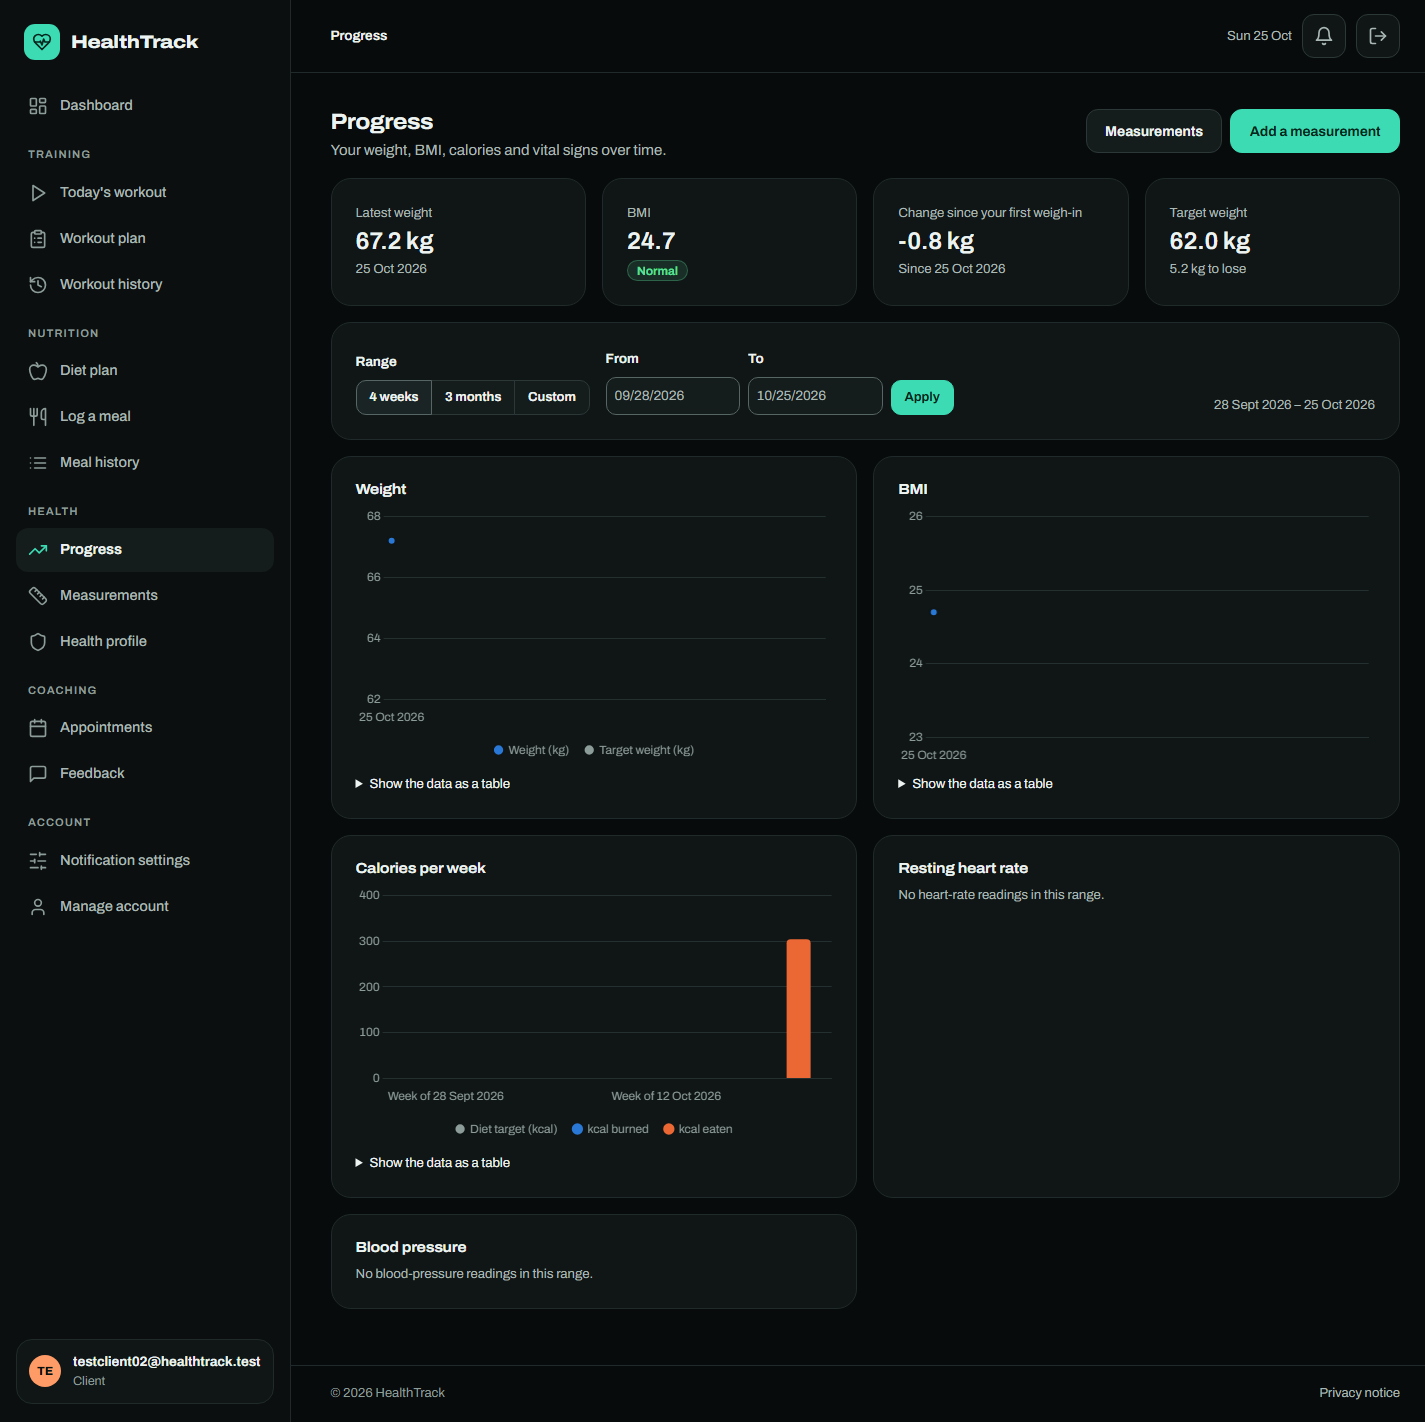 HealthTrack
Dashboard
TRAINING
Today's workout
Workout plan
Workout history
NUTRITION
Diet plan
Log a meal
Meal history
HEALTH
Progress
Measurements
Health profile
COACHING
Appointments
Feedback
ACCOUNT
Notification settings
Manage account
TE
testclient02@healthtrack.test
Client
Progress
Sun 25 Oct
Progress
Your weight, BMI, calories and vital signs over time.
Measurements
Add a measurement
Latest weight
67.2 kg
25 Oct 2026
BMI
24.7
Normal
Change since your first weigh-in
-0.8 kg
Since 25 Oct 2026
Target weight
62.0 kg
5.2 kg to lose
Range
4 weeks
3 months
Custom
From
09/28/2026
To
10/25/2026
Apply
28 Sept 2026 – 25 Oct 2026
Weight
68
66
64
62
25 Oct 2026
Weight (kg)
Target weight (kg)
Show the data as a table
BMI
26
25
24
23
25 Oct 2026
Show the data as a table
Calories per week
400
300
200
100
0
Week of 28 Sept 2026
Week of 12 Oct 2026
Diet target (kcal)
kcal burned
kcal eaten
Show the data as a table
Resting heart rate
No heart-rate readings in this range.
Blood pressure
No blood-pressure readings in this range.
© 2026 HealthTrack
Privacy notice